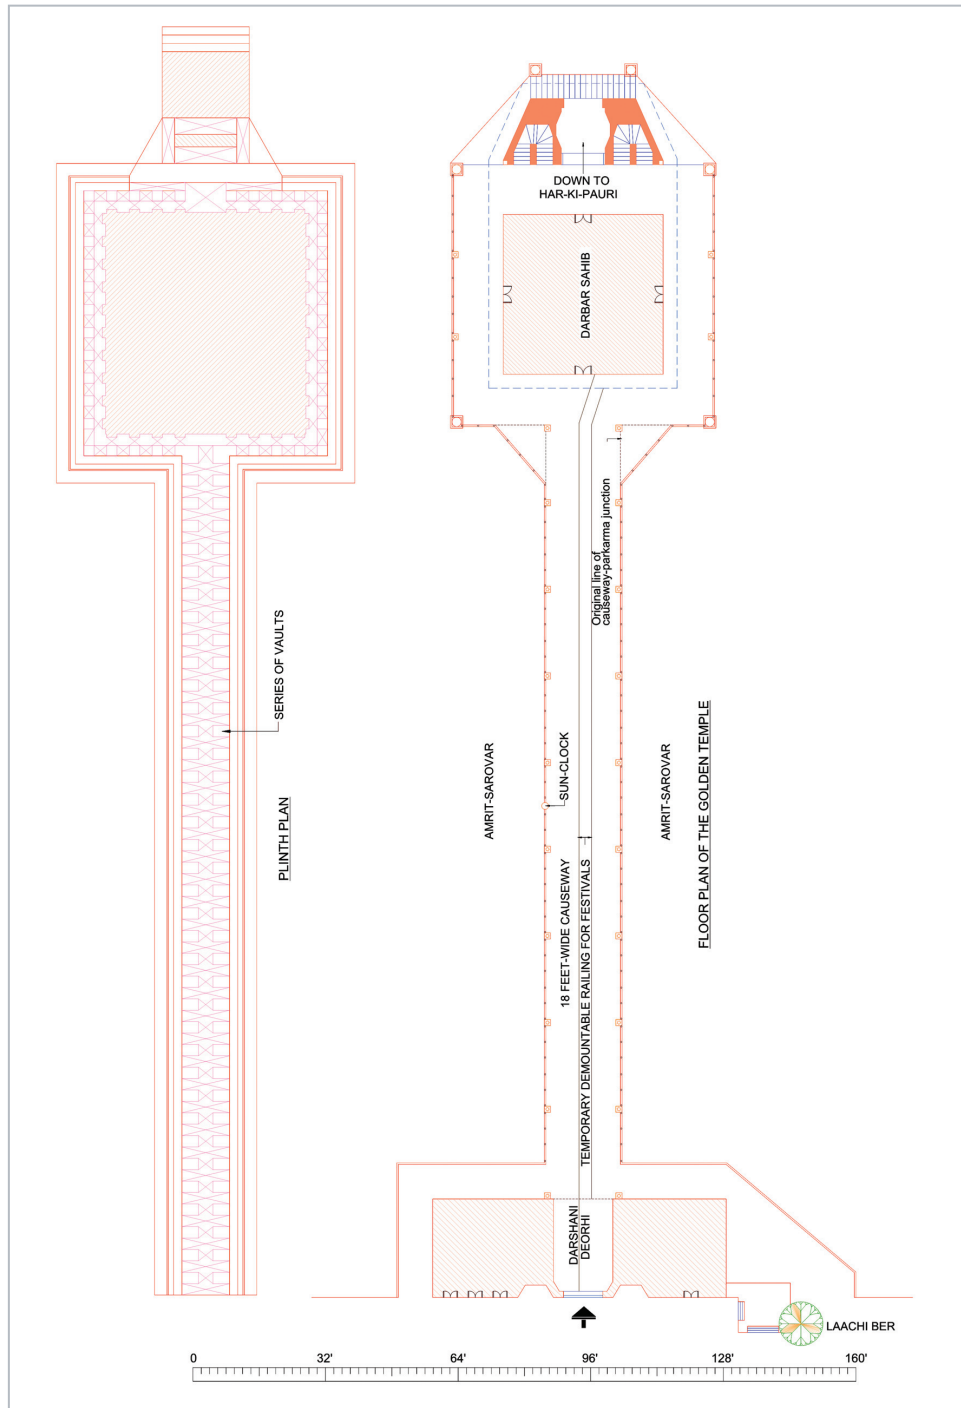 SERIES OF VAULTS
PLINTH PLAN
DOWN TO
HAR-KI-PAURI
DARBAR SAHIB
Original line of
causeway-parkarma junction
AMRIT-SAROVAR
SUN-CLOCK
AMRIT-SAROVAR
18 FEET-WIDE CAUSEWAY
TEMPORARY DEMOUNTABLE RAILING FOR FESTIVALS
FLOOR PLAN OF THE GOLDEN TEMPLE
DARSHANI
DEORHI
LAACHI BER
0 32' 64' 96' 128' 160'